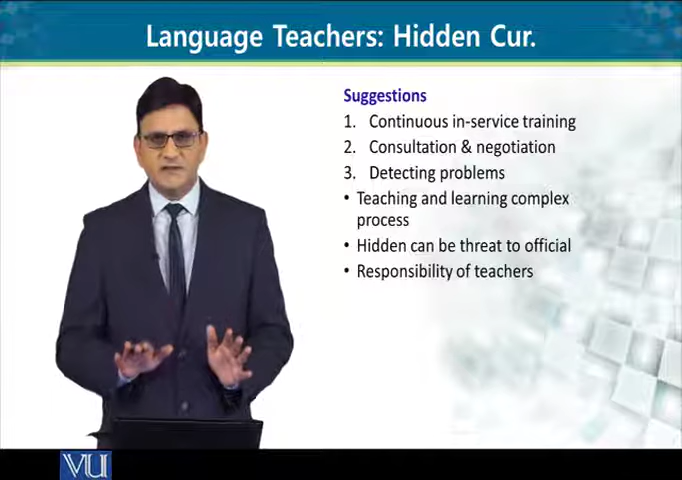 Language Teachers: Hidden Cur.
Suggestions
1. Continuous in-service training
2. Consultation & negotiation
3. Detecting problems
• Teaching and learning complex
process
• Hidden can be threat to official
• Responsibility of teachers
VU